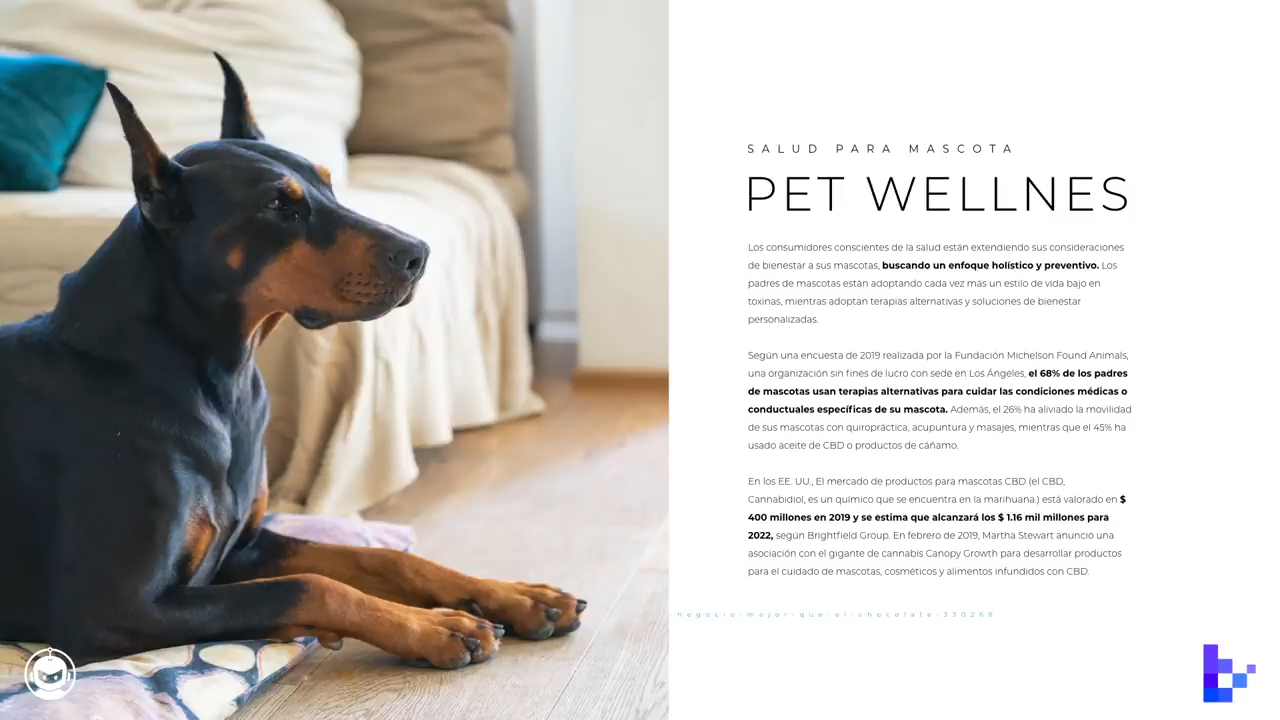 SALUD PARA MASCOTA
PET WELLNES
Los consumidores conscientes de la salud están extendiendo sus consideraciones
de bienestar a sus mascotas, buscando un enfoque holístico y preventivo. Los
padres de mascotas están adoptando cada vez más un estilo de vida bajo en
toxinas, mientras adoptan terapias alternativas y soluciones de bienestar
personalizadas.
Según una encuesta de 2019 realizada por la Fundación Michelson Found Animals,
una organización sin fines de lucro con sede en Los Ángeles, el 68% de los padres
de mascotas usan terapias alternativas para cuidar las condiciones médicas o
conductuales específicas de su mascota. Además, el 26% ha aliviado la movilidad
de sus mascotas con quiropráctica, acupuntura y masajes, mientras que el 45% ha
usado aceite de CBD o productos de cáñamo.
En los EE. UU., El mercado de productos para mascotas CBD (el CBD,
Cannabidiol, es un químico que se encuentra en la marihuana.) está valorado en $
400 millones en 2019 y se estima que alcanzará los $ 1.16 mil millones para
2022, según Brightfield Group. En febrero de 2019, Martha Stewart anunció una
asociación con el gigante de cannabis Canopy Growth para desarrollar productos
para el cuidado de mascotas, cosméticos y alimentos infundidos con CBD.
negocio-mejor-que-el-chocolate-330268